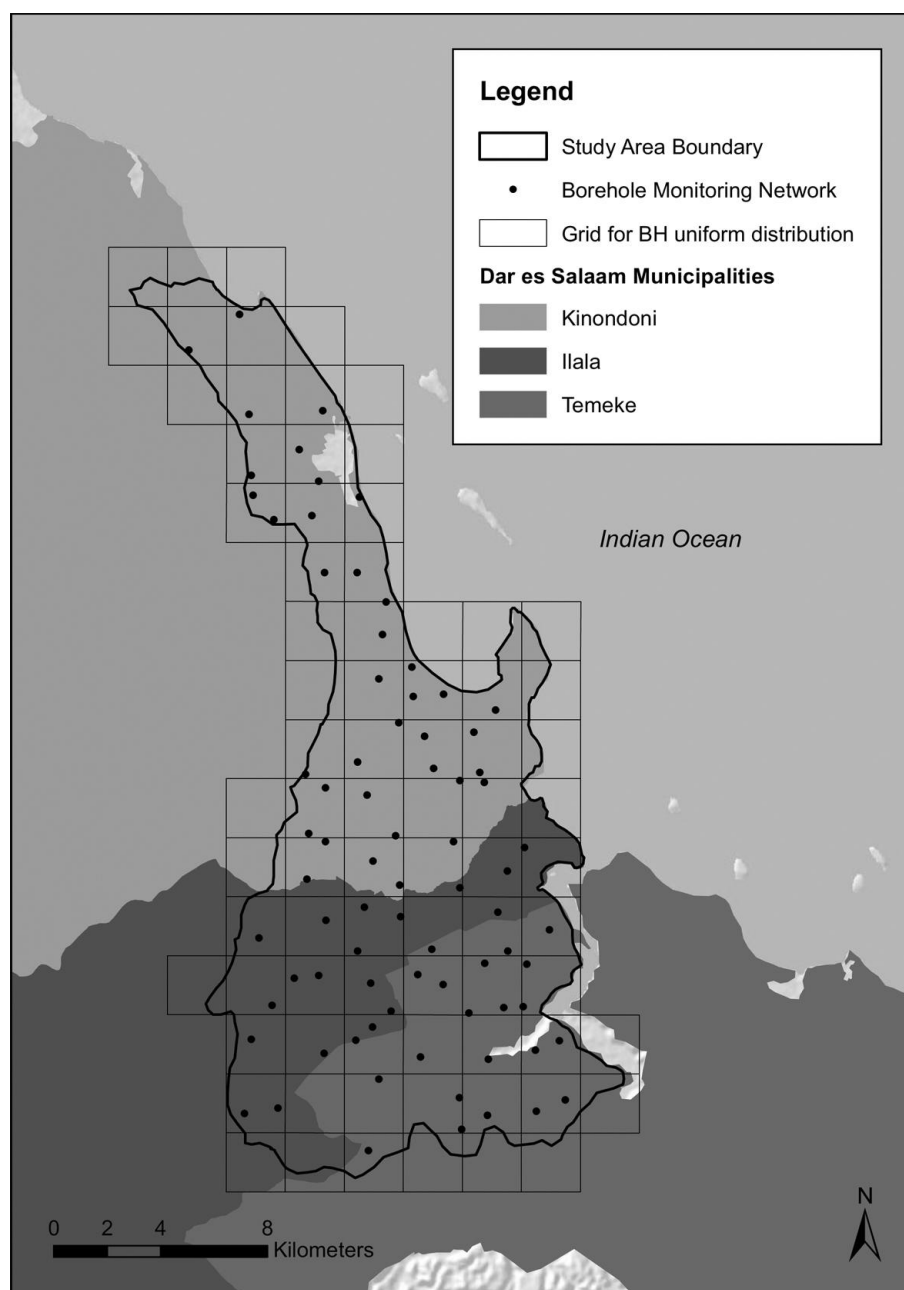 Legend
Study Area Boundary
Borehole Monitoring Network
Grid for BH uniform distribution
Dar es Salaam Municipalities
Kinondoni
Ilala
Temeke
Indian Ocean
N
0 2 4 8
Kilometers